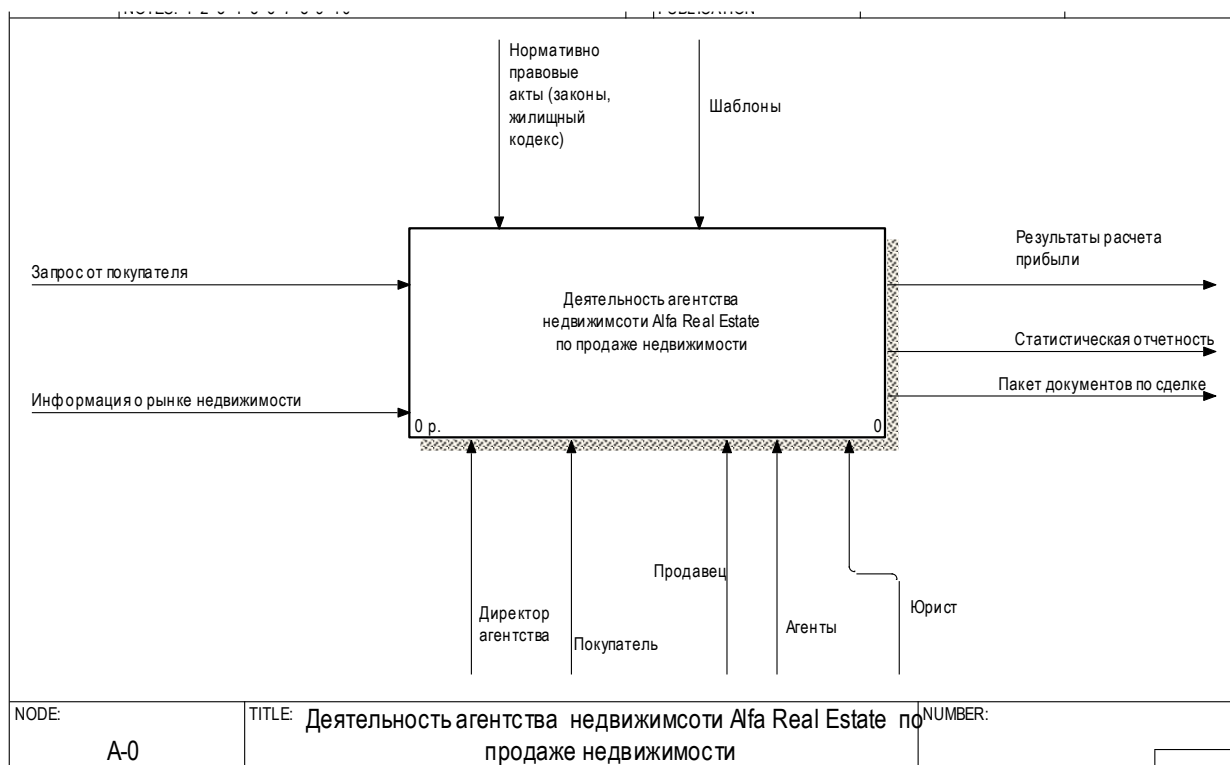 Нормативно
правовые
акты (законы,
жилищный
кодекс)
Шаблоны
Запрос от покупателя
Информация о рынке недвижимости
Деятельность агентства
недвижимсоти Alfa Real Estate
по продаже недвижимости
0 р.
0
Результаты расчета
прибыли
Статистическая отчетность
Пакет документов по сделке
Директор
агентства
Покупатель
Продавец
Агенты
Юрист
NODE:
A-0
TITLE:
Деятельность агентства недвижимсоти Alfa Real Estate по
продаже недвижимости
NUMBER: